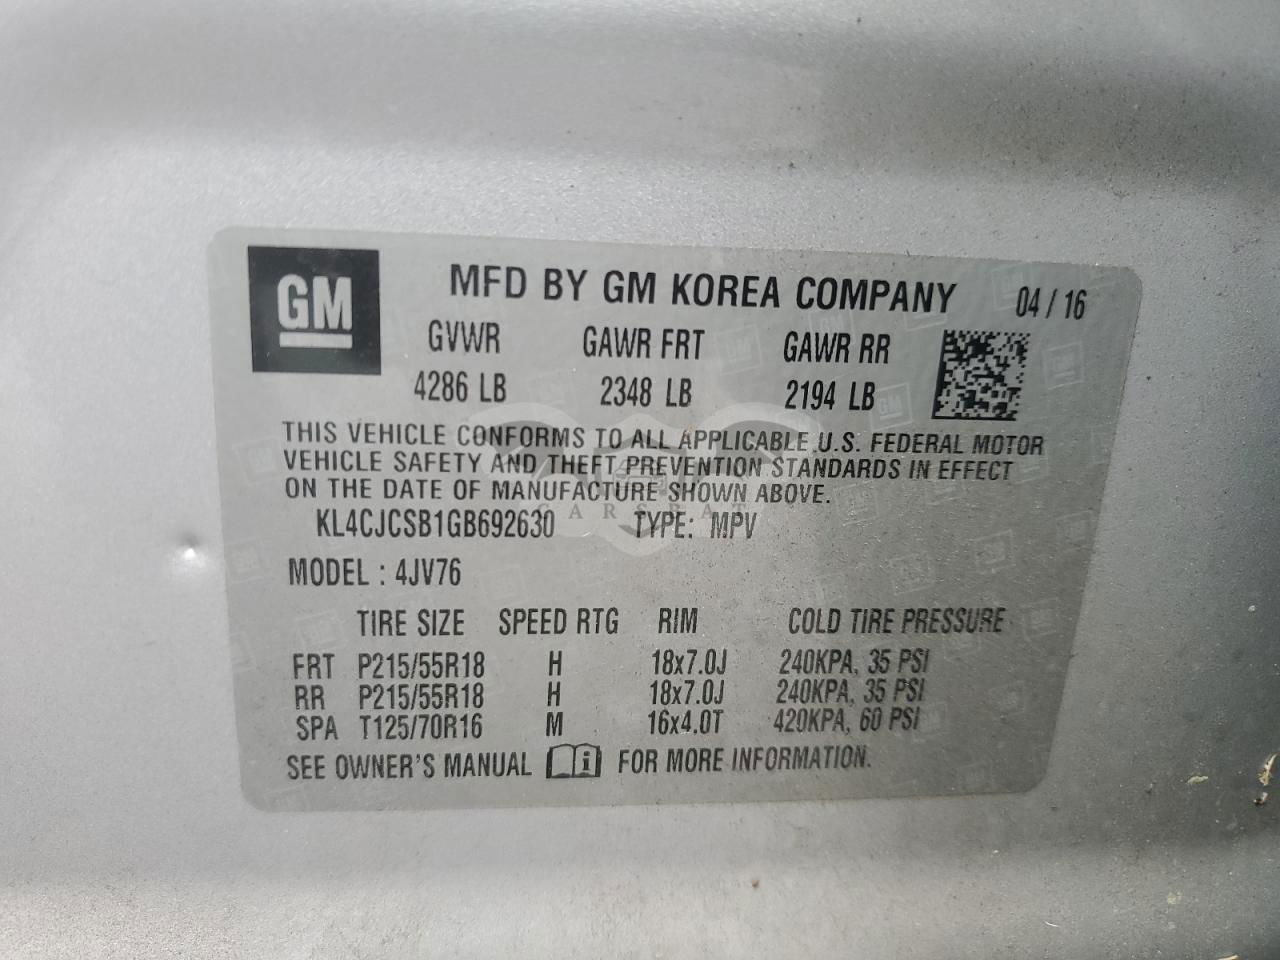 GM
MFD BY GM KOREA COMPANY 04 / 16
GVWR GAWR FRT GAWR RR
4286 LB 2348 LB 2194 LB
THIS VEHICLE CONFORMS TO ALL APPLICABLE U.S. FEDERAL MOTOR
VEHICLE SAFETY AND THEFT PREVENTION STANDARDS IN EFFECT
ON THE DATE OF MANUFACTURE SHOWN ABOVE.
CARSBAT
KL4CJCSB1GB692630 TYPE: MPV
MODEL : 4JV76
TIRE SIZE SPEED RTG RIM COLD TIRE PRESSURE
FRT P215/55R18 H 18x7.0J 240KPA, 35 PSI
RR P215/55R18 H 18x7.0J 240KPA, 35 PSI
SPA T125/70R16 M 16x4.0T 420KPA, 60 PSI
SEE OWNER'S MANUAL i FOR MORE INFORMATION.